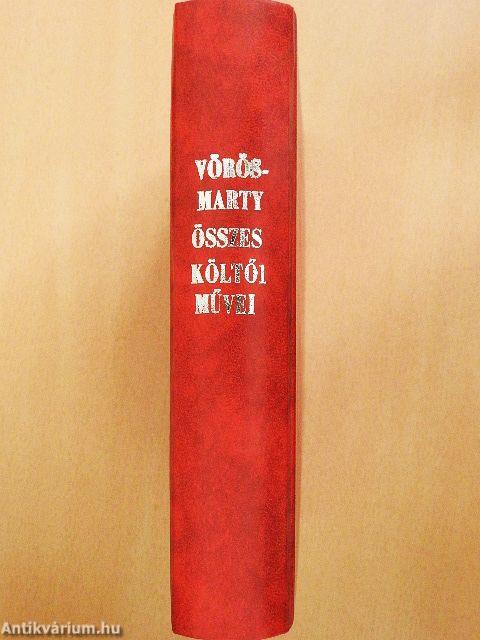 VÖRÖS-
MARTY
ÖSSZES
KÖLTŐI
MŰVEI
Antikvárium.hu